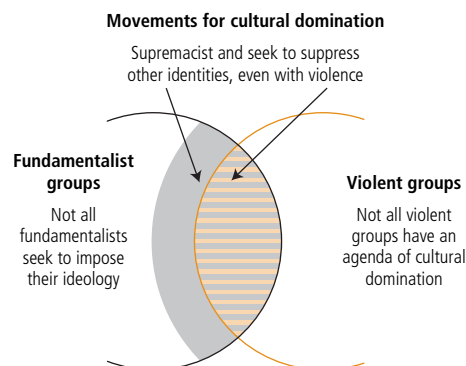 Movements for cultural domination
Supremacist and seek to suppress
other identities, even with violence
Fundamentalist
groups
Not all
fundamentalists
seek to impose
their ideology
Violent groups
Not all violent
groups have an
agenda of cultural
domination